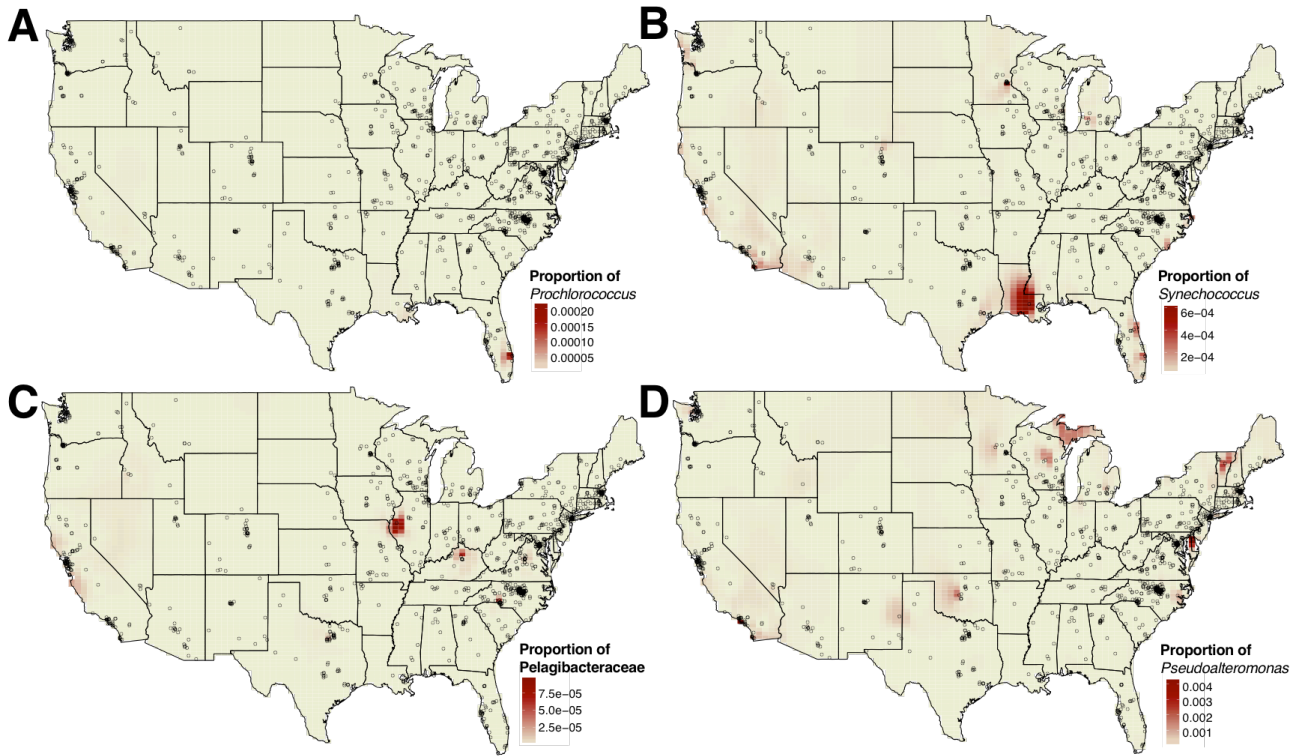 A
Proportion of
Prochlorococcus
0.00020
0.00015
0.00010
0.00005
B
Proportion of
Synechococcus
6e−04
4e−04
2e−04
C
Proportion of
Pelagibacteraceae
7.5e−05
5.0e−05
2.5e−05
D
Proportion of
Pseudoalteromonas
0.004
0.003
0.002
0.001